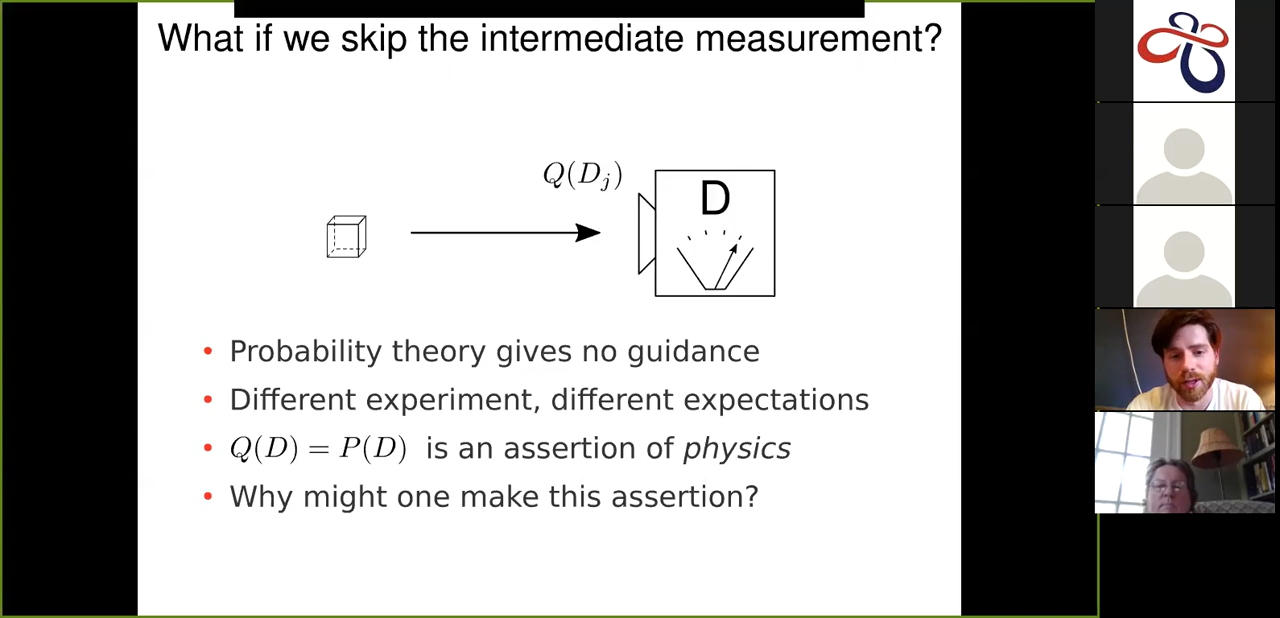 What if we skip the intermediate measurement?
Q(D_j)
D
• Probability theory gives no guidance
• Different experiment, different expectations
• Q(D) = P(D) is an assertion of physics
• Why might one make this assertion?